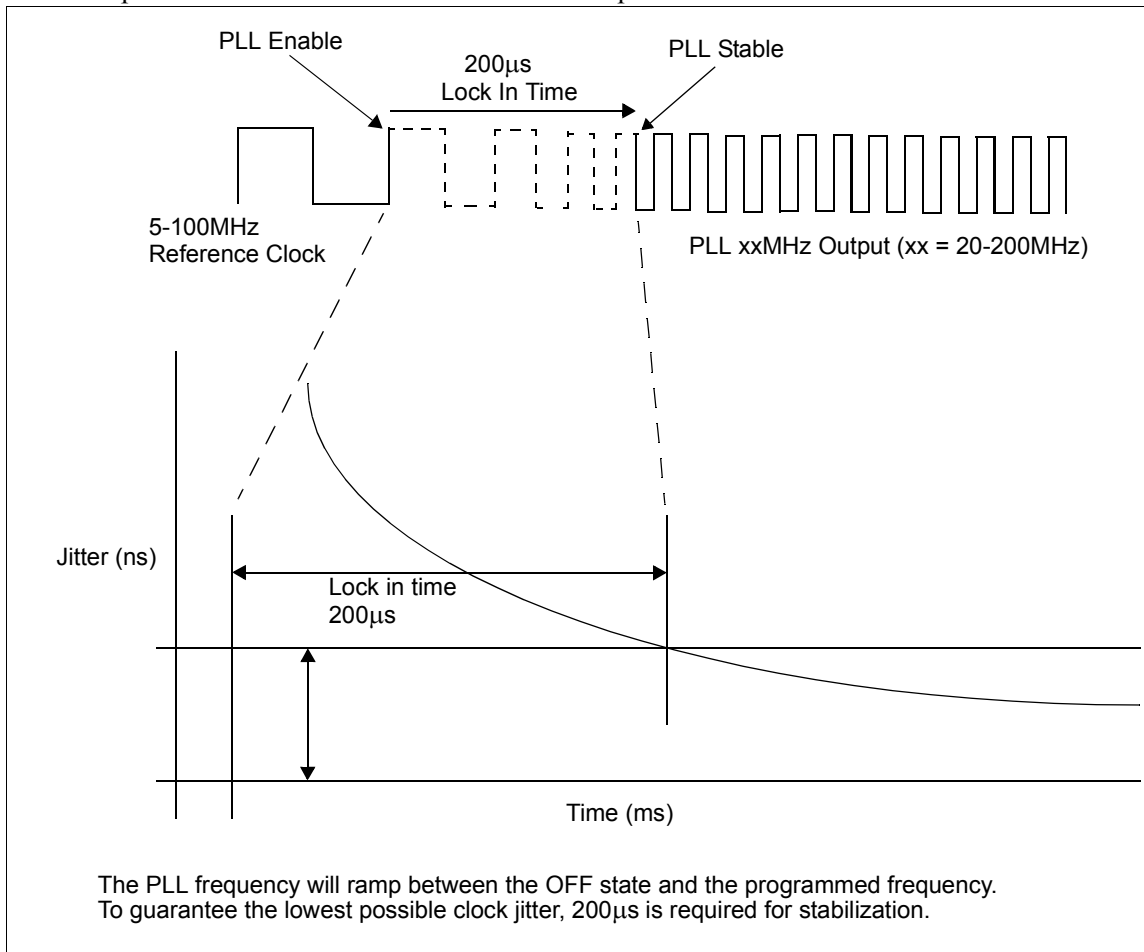 PLL Enable
200µs
Lock In Time
PLL Stable
5-100MHz
Reference Clock
PLL xxMHz Output (xx = 20-200MHz)
Jitter (ns)
Lock in time
200µs
Time (ms)
The PLL frequency will ramp between the OFF state and the programmed frequency.
To guarantee the lowest possible clock jitter, 200µs is required for stabilization.